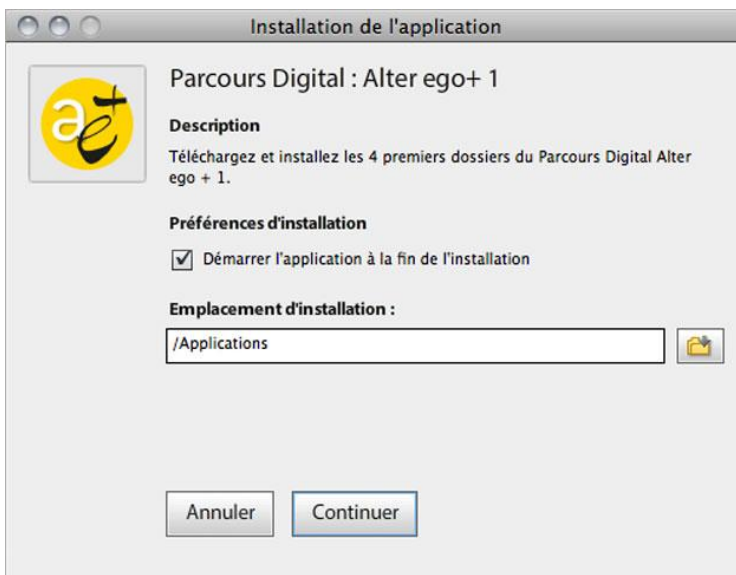 Installation de l'application
ae+
Parcours Digital : Alter ego+ 1
Description
Téléchargez et installez les 4 premiers dossiers du Parcours Digital Alter
ego + 1.
Préférences d'installation
Démarrer l'application à la fin de l'installation
Emplacement d'installation :
/Applications
Annuler
Continuer